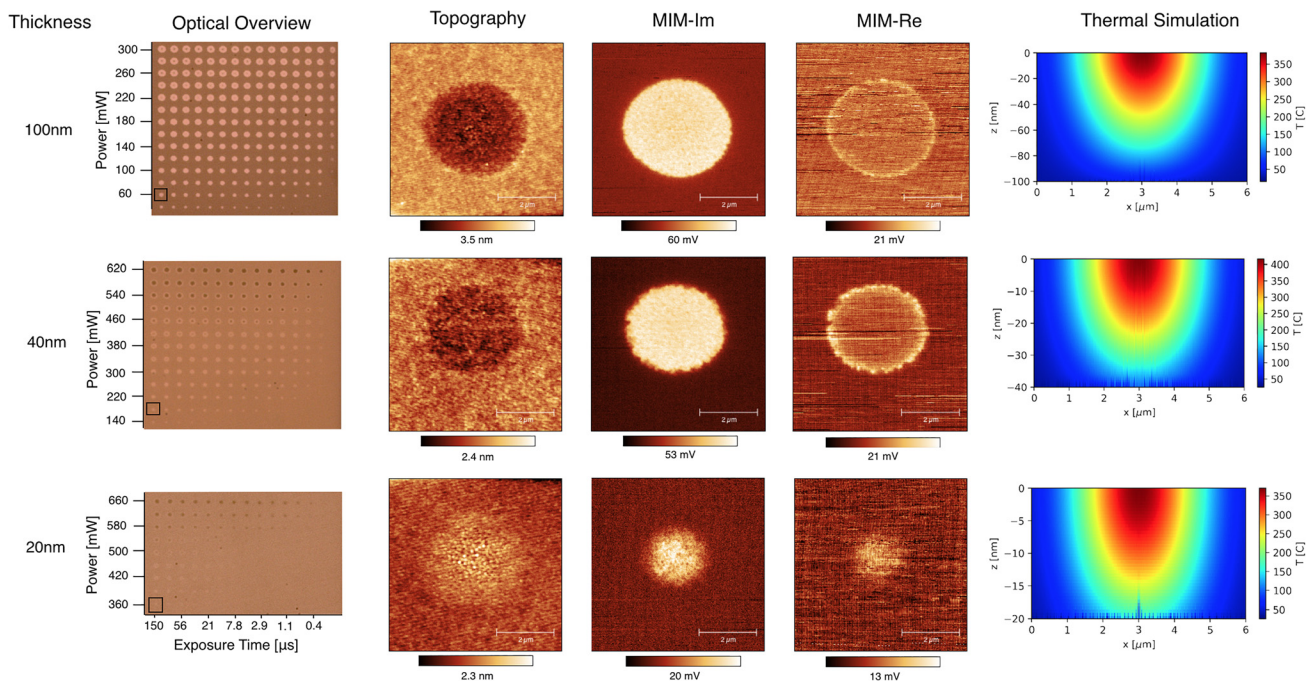 Thickness
Optical Overview
Topography
MIM-Im
MIM-Re
Thermal Simulation
100nm
Power [mW]
300
260
220
180
140
100
60
2 μm
3.5 nm
2 μm
60 mV
2 μm
21 mV
z [nm]
0
−20
−40
−60
−80
−100
0 1 2 3 4 5 6
x [μm]
350
300
250
200
150
100
50
T [C]
40nm
Power [mW]
620
540
460
380
300
220
140
2 μm
2.4 nm
2 μm
53 mV
2 μm
21 mV
z [nm]
0
−10
−20
−30
−40
0 1 2 3 4 5 6
x [μm]
400
350
300
250
200
150
100
50
T [C]
20nm
Power [mW]
660
580
500
420
360
150 56 21 7.8 2.9 1.1 0.4
Exposure Time [μs]
2 μm
2.3 nm
2 μm
20 mV
2 μm
13 mV
z [nm]
0
−5
−10
−15
−20
0 1 2 3 4 5 6
x [μm]
350
300
250
200
150
100
50
T [C]